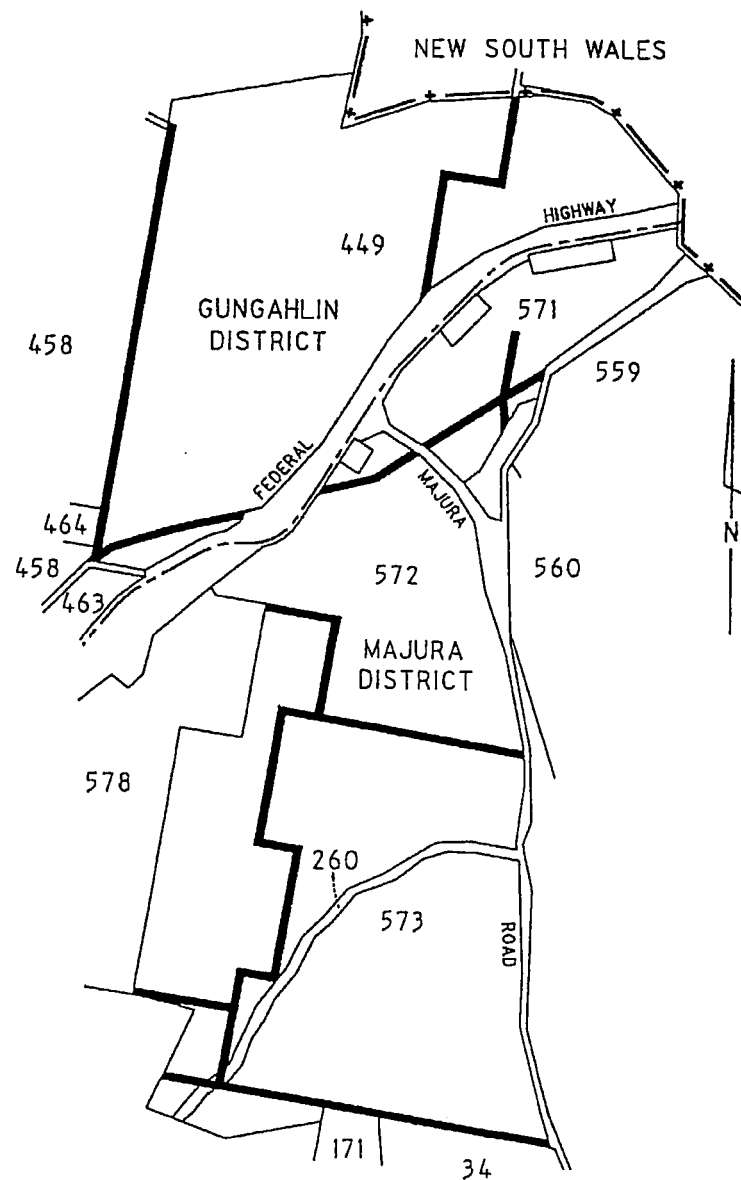 NEW SOUTH WALES
HIGHWAY
449
GUNGAHLIN
DISTRICT
571
458
559
FEDERAL
MAJURA
464
N
458
572
560
463
MAJURA
DISTRICT
578
260
573
ROAD
171
34